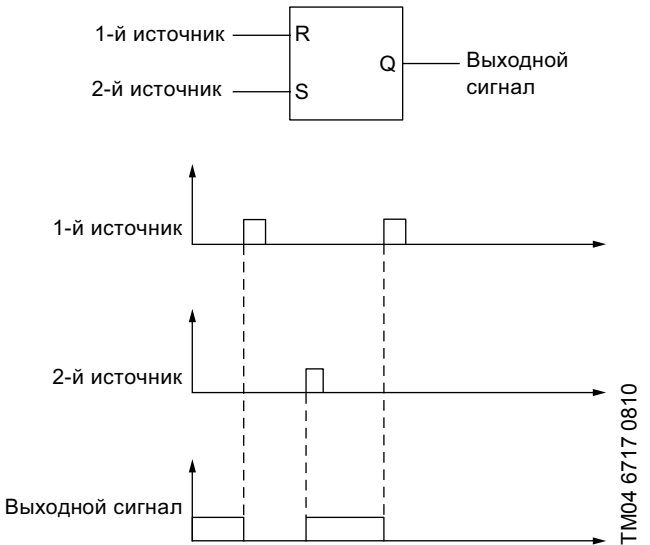 1-й источник
R
Q
Выходной
сигнал
2-й источник
S
1-й источник
2-й источник
Выходной сигнал
TM04 6717 0810